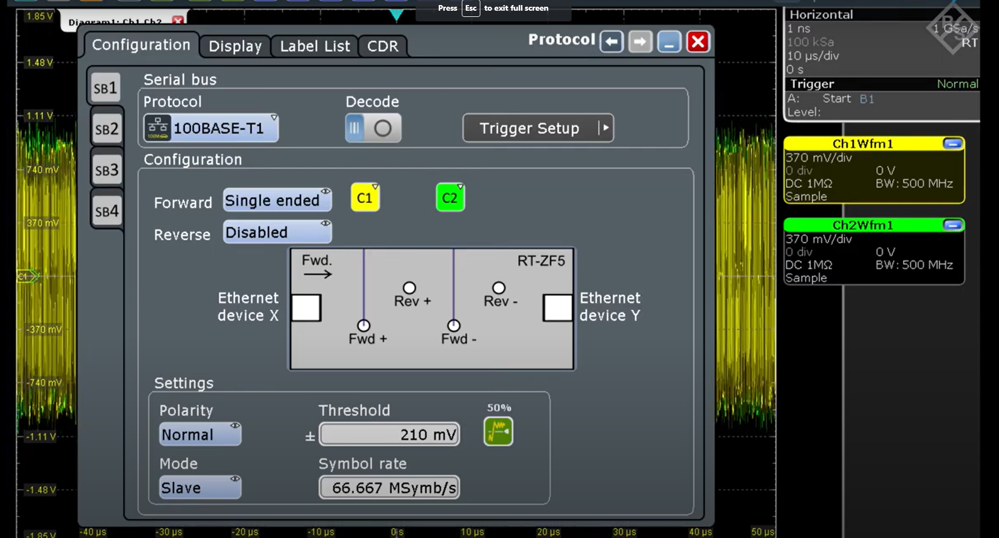 Press Esc to exit full screen
Diagram1: Ch1,Ch2
1.85 V
1.48 V
1.11 V
740 mV
370 mV
C1
-370 mV
-740 mV
-1.11 V
-1.48 V
-1.85 V
-40 µs
-30 µs
-20 µs
-10 µs
0 s
10 µs
20 µs
30 µs
40 µs
50 µs
Configuration
Display
Label List
CDR
Protocol
SB1
SB2
SB3
SB4
Serial bus
Protocol
Decode
100M
100BASE-T1
Trigger Setup
Configuration
Forward
Single ended
C1
C2
Reverse
Disabled
Fwd.
RT-ZF5
Rev +
Rev -
Ethernet
device X
Ethernet
device Y
Fwd +
Fwd -
Settings
Polarity
Threshold
50%
Normal
± 210 mV
Mode
Symbol rate
Slave
66.667 MSymb/s
Horizontal
1 ns 1 GSa/s
100 kSa RT
10 µs/div
0 s
Trigger Normal
A: Start B1
Level:
Ch1Wfm1
370 mV/div
0 div 0 V
DC 1MΩ BW: 500 MHz
Sample
Ch2Wfm1
370 mV/div
0 div 0 V
DC 1MΩ BW: 500 MHz
Sample